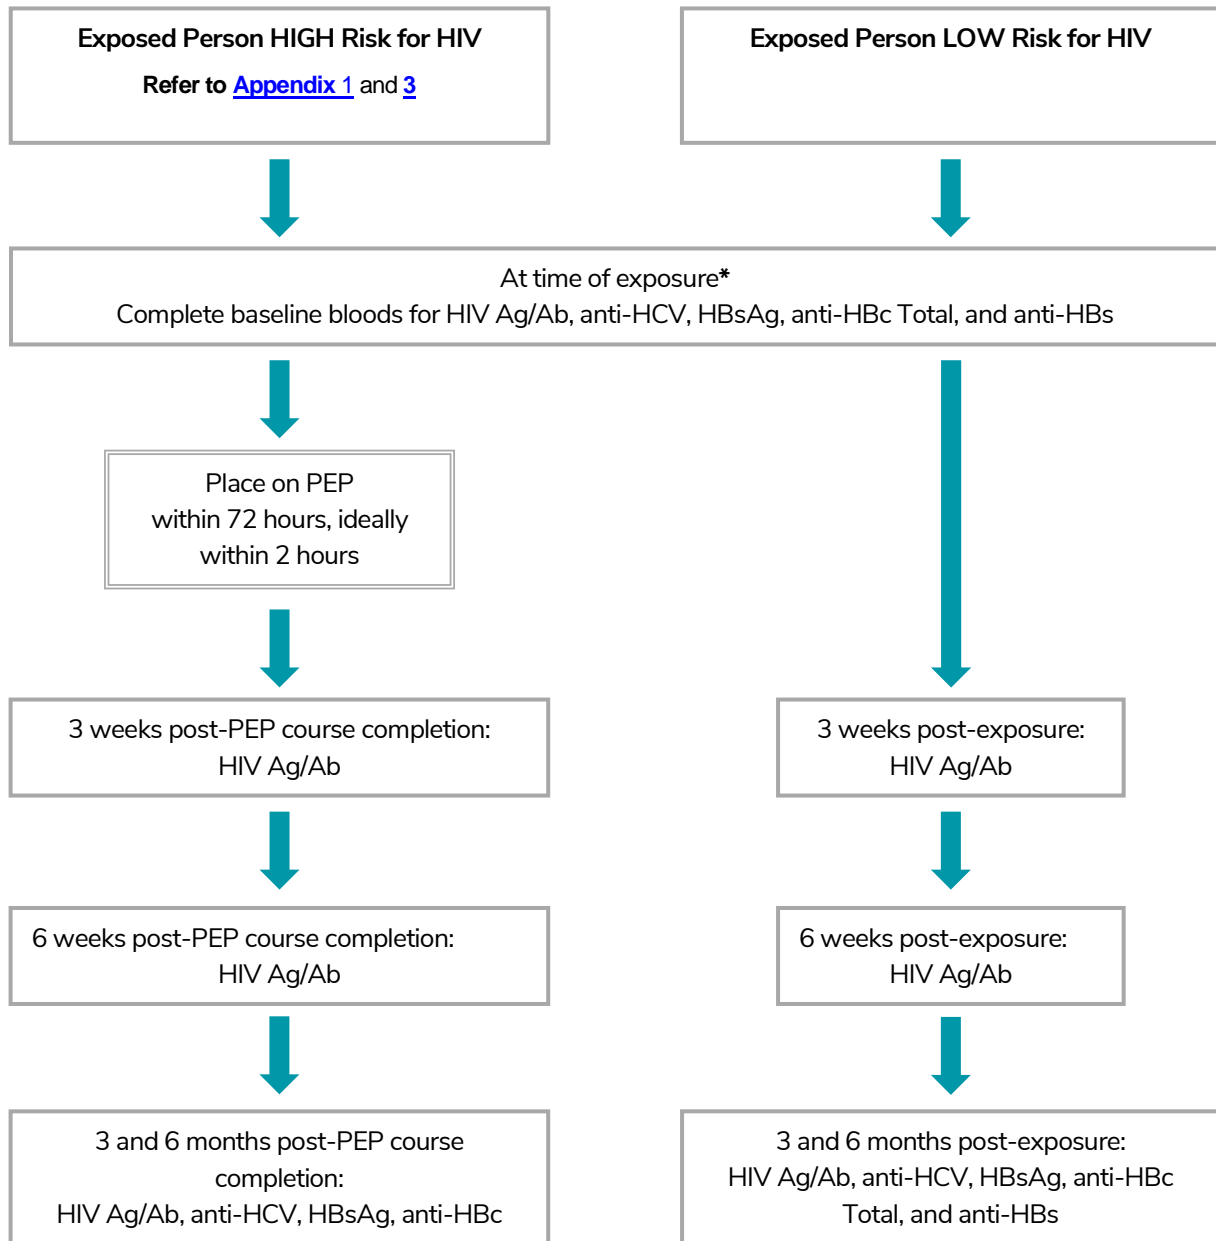 Exposed Person HIGH Risk for HIV
Refer to Appendix 1 and 3
Exposed Person LOW Risk for HIV
At time of exposure*
Complete baseline bloods for HIV Ag/Ab, anti-HCV, HBsAg, anti-HBc Total, and anti-HBs
Place on PEP
within 72 hours, ideally
within 2 hours
3 weeks post-PEP course completion:
HIV Ag/Ab
3 weeks post-exposure:
HIV Ag/Ab
6 weeks post-PEP course completion:
HIV Ag/Ab
6 weeks post-exposure:
HIV Ag/Ab
3 and 6 months post-PEP course
completion:
HIV Ag/Ab, anti-HCV, HBsAg, anti-HBc
3 and 6 months post-exposure:
HIV Ag/Ab, anti-HCV, HBsAg, anti-HBc
Total, and anti-HBs